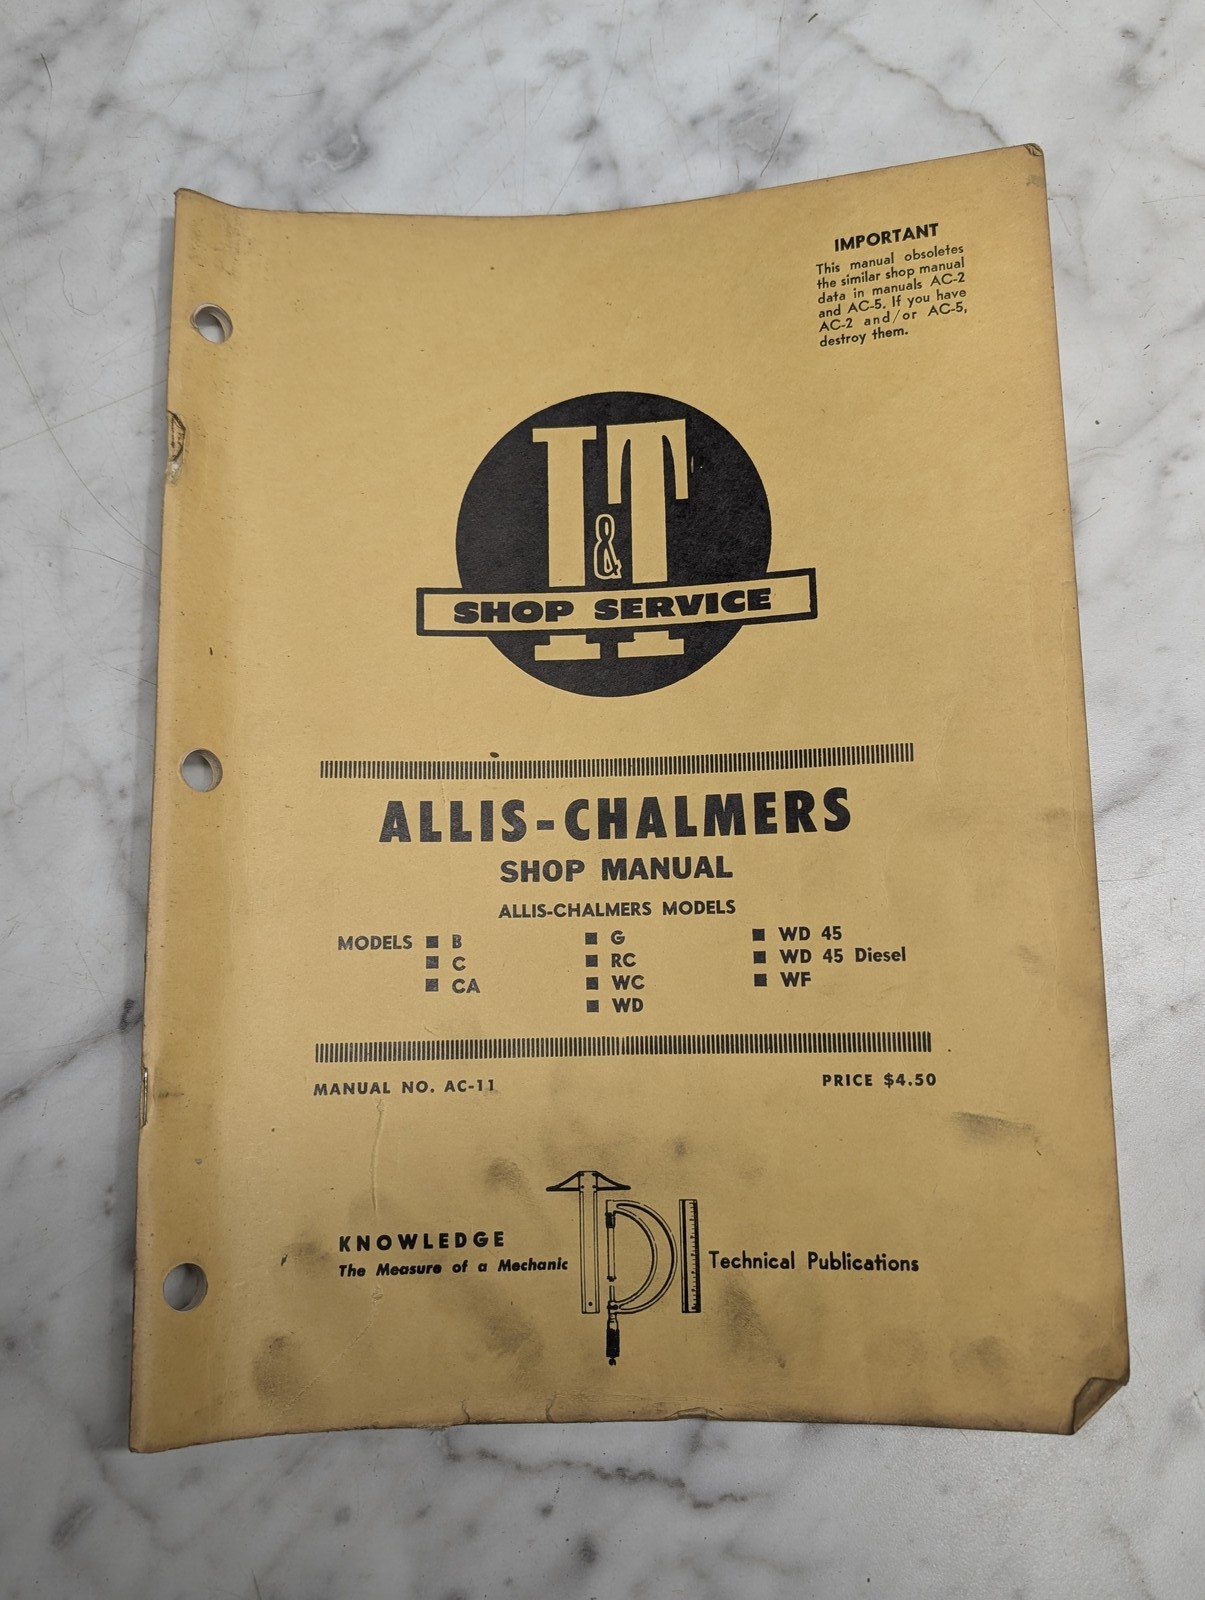 IMPORTANT
This manual obsoletes
the similar shop manual
data in manuals AC-2
and AC-5. If you have
AC-2 and/or AC-5,
destroy them.
I&T
SHOP SERVICE
ALLIS-CHALMERS
SHOP MANUAL
ALLIS-CHALMERS MODELS
MODELS ■ B ■ G ■ WD 45
■ C ■ RC ■ WD 45 Diesel
■ CA ■ WC ■ WF
■ WD
MANUAL NO. AC-11 PRICE $4.50
KNOWLEDGE
The Measure of a Mechanic TPI Technical Publications